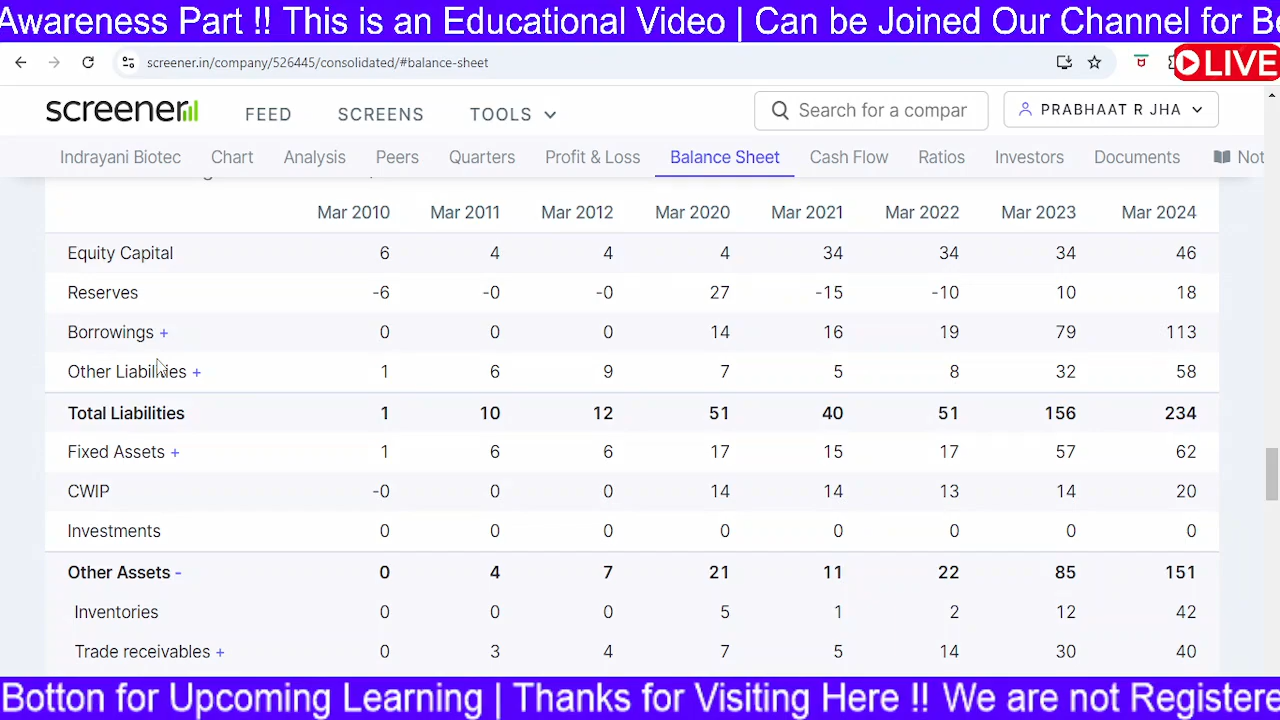 Awareness Part !! This is an Educational Video | Can be Joined Our Channel for Be
screener.in/company/526445/consolidated/#balance-sheet
LIVE
screener
FEED SCREENS TOOLS
Search for a compar
PRABHAAT R JHA
Indrayani Biotec Chart Analysis Peers Quarters Profit & Loss Balance Sheet Cash Flow Ratios Investors Documents Not
Mar 2010 Mar 2011 Mar 2012 Mar 2020 Mar 2021 Mar 2022 Mar 2023 Mar 2024
Equity Capital 6 4 4 4 34 34 34 46
Reserves -6 -0 -0 27 -15 -10 10 18
Borrowings + 0 0 0 14 16 19 79 113
Other Liabilities + 1 6 9 7 5 8 32 58
Total Liabilities 1 10 12 51 40 51 156 234
Fixed Assets + 1 6 6 17 15 17 57 62
CWIP -0 0 0 14 14 13 14 20
Investments 0 0 0 0 0 0 0 0
Other Assets - 0 4 7 21 11 22 85 151
Inventories 0 0 0 5 1 2 12 42
Trade receivables + 0 3 4 7 5 14 30 40
Botton for Upcoming Learning | Thanks for Visiting Here !! We are not Registere